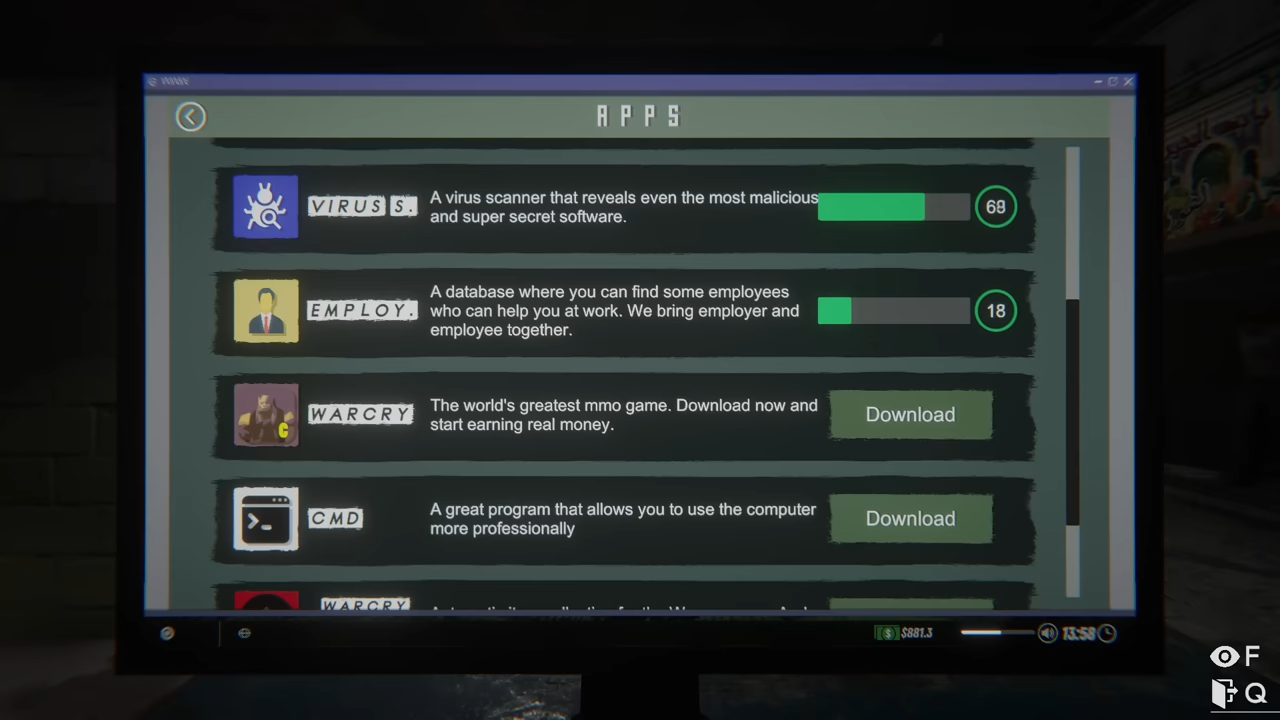 WWW
APPS
VIRUS S.
A virus scanner that reveals even the most malicious
and super secret software.
EMPLOY.
A database where you can find some employees
who can help you at work. We bring employer and
employee together.
18
WARCRY
The world's greatest mmo game. Download now and
start earning real money.
Download
CMD
A great program that allows you to use the computer
more professionally
Download
WARCRY
$881.3
13:58
F
Q